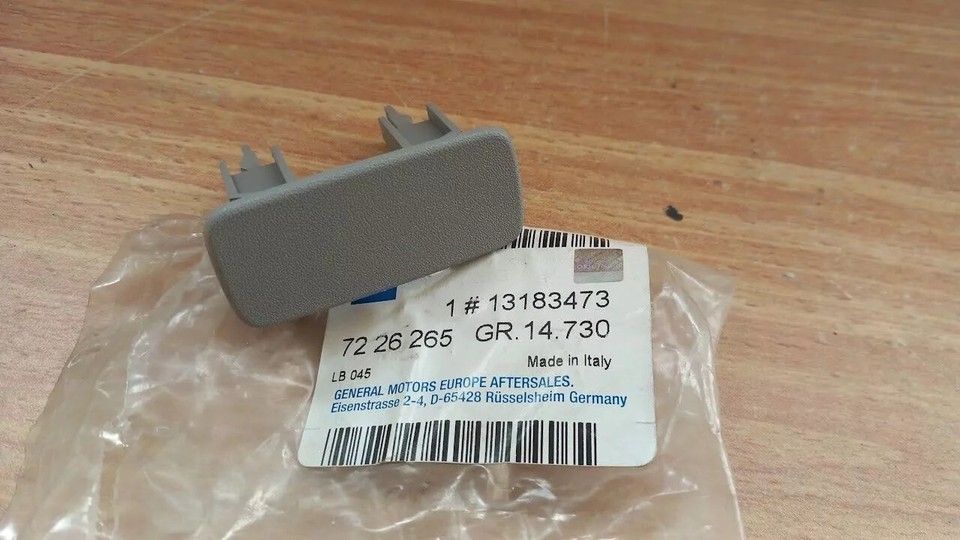 1 # 13183473
72 26 265 GR.14.730
LB 045
Made in Italy
GENERAL MOTORS EUROPE AFTERSALES.
Eisenstrasse 2-4, D-65428 Rüsselsheim Germany